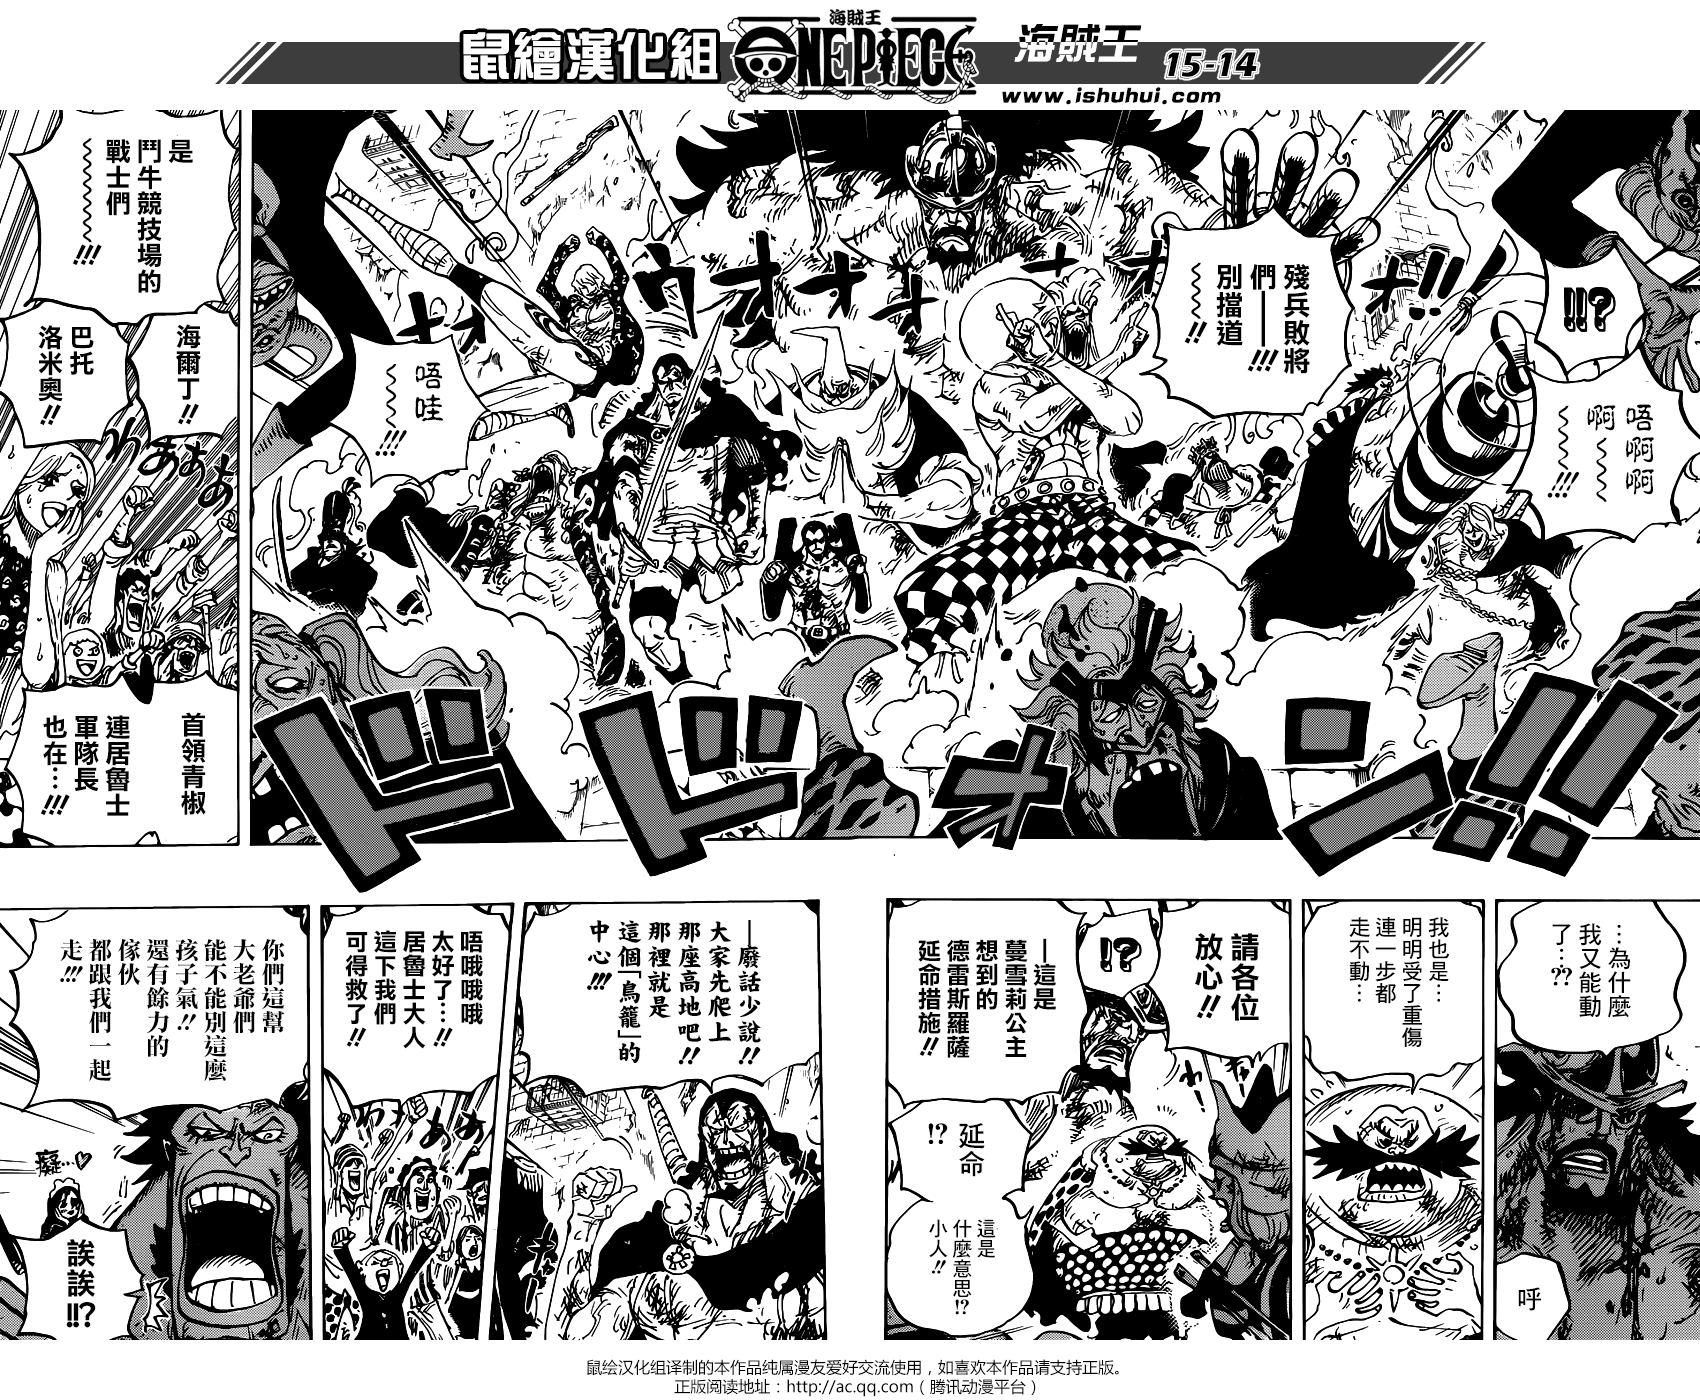 鼠繪漢化組
海賊王
ONE PIECE
海賊王
15-14
www.ishuhui.com
!!?
唔啊啊
啊～～
!!!
殘兵敗將
們——!!!
別擋道
～～!!
ウオオオオオオ!!
唔
哇
～～
!!!
ドドォン!!
是
鬥牛競技場的
戰士們
～～～!!!
海爾丁!!
巴托
洛米奧!!
わあああ
首領青椒
連居魯士
軍隊長
也在…!!!
…為什麼
我又能動
了…??
呼
我也是…
明明受了重傷
連一步都
走不動…
請各位
放心!!
!?
——這是
蔓雪莉公主
想到的
德雷斯羅薩
延命措施!!
延命
!?
這是
什麼意思!?
小人!!
——廢話少說!!
大家先爬上
那座高地吧!!
那裡就是
這個「鳥籠」的
中心!!!
唔哦哦哦
太好了…!!
居魯士大人
這下我們
可得救了!!
わああ
你們這幫
大老爺們
能不能別這麼
孩子氣!!
還有餘力的
傢伙
都跟我們一起
走!!!
癡…♡
誒誒!!?
鼠绘汉化组译制的本作品纯属漫友爱好交流使用，如喜欢本作品请支持正版。
正版阅读地址：http://ac.qq.com（腾讯动漫平台）